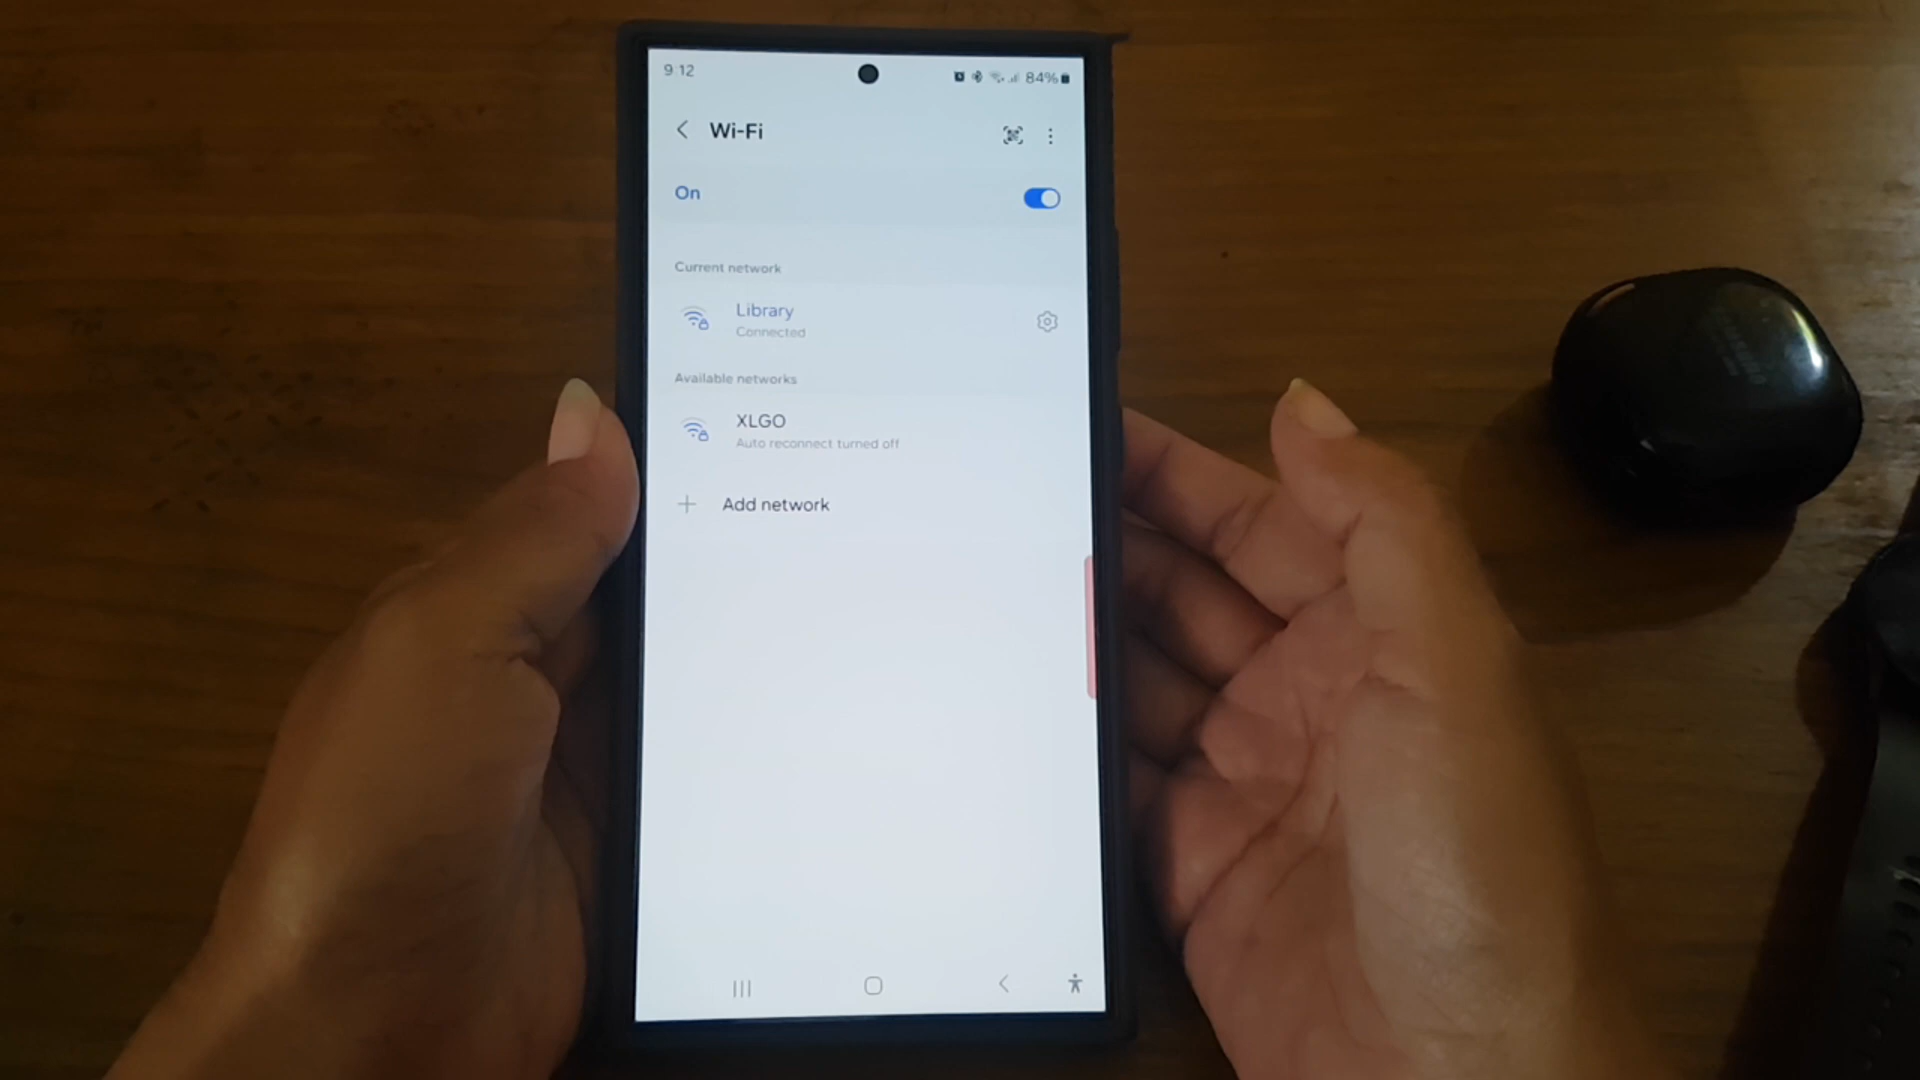 9:12
84%
Wi-Fi
On
Current network
Library
Connected
Available networks
XLGO
Auto reconnect turned off
Add network
SAMSUNG